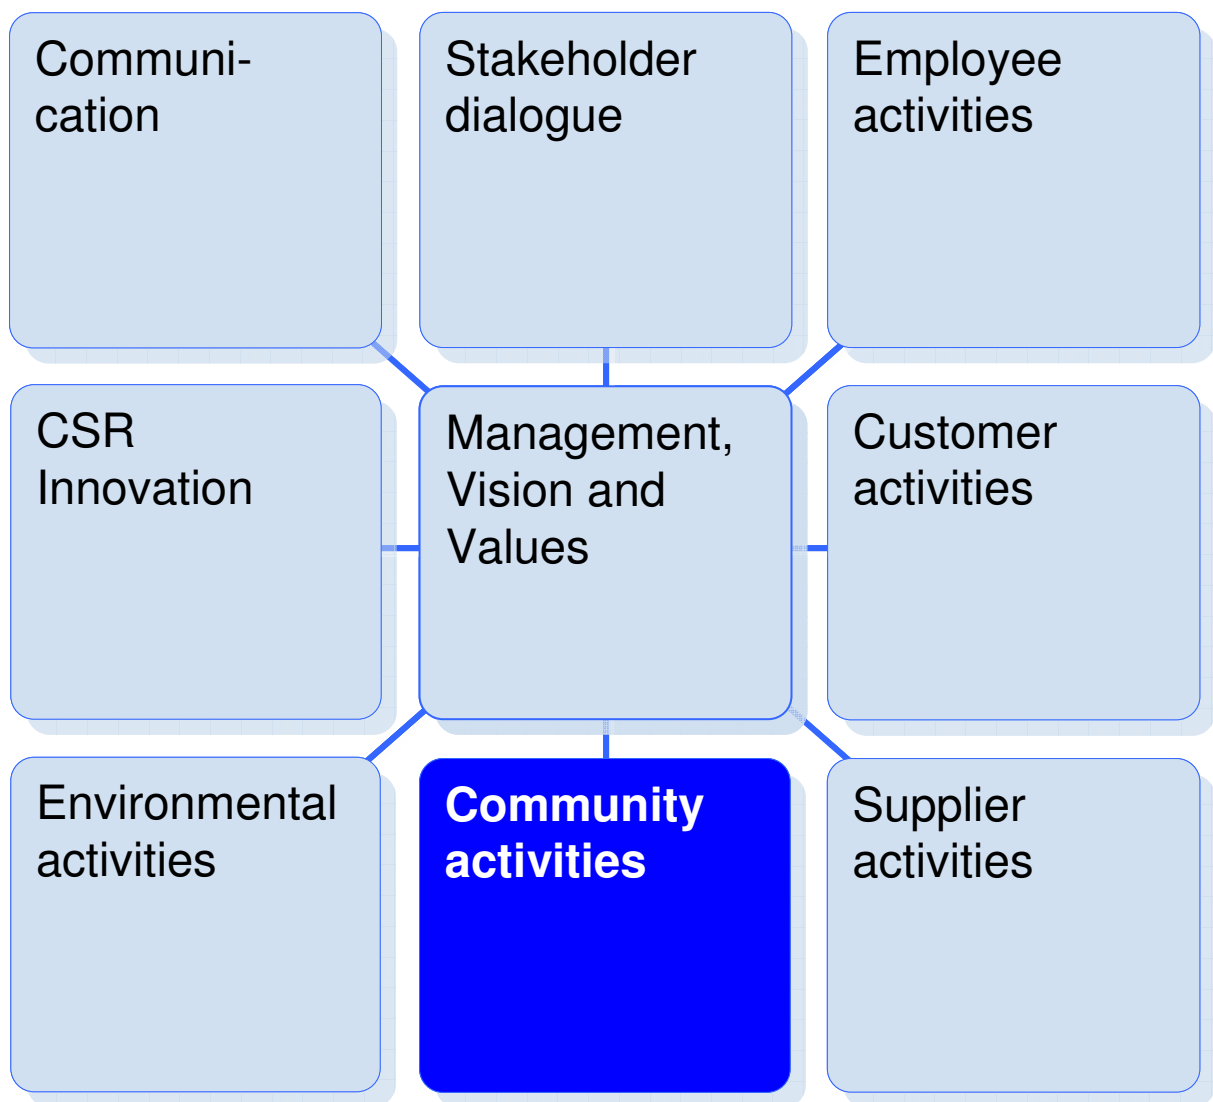 Communi-
cation
Stakeholder
dialogue
Employee
activities
CSR
Innovation
Management,
Vision and
Values
Customer
activities
Environmental
activities
Community
activities
Supplier
activities